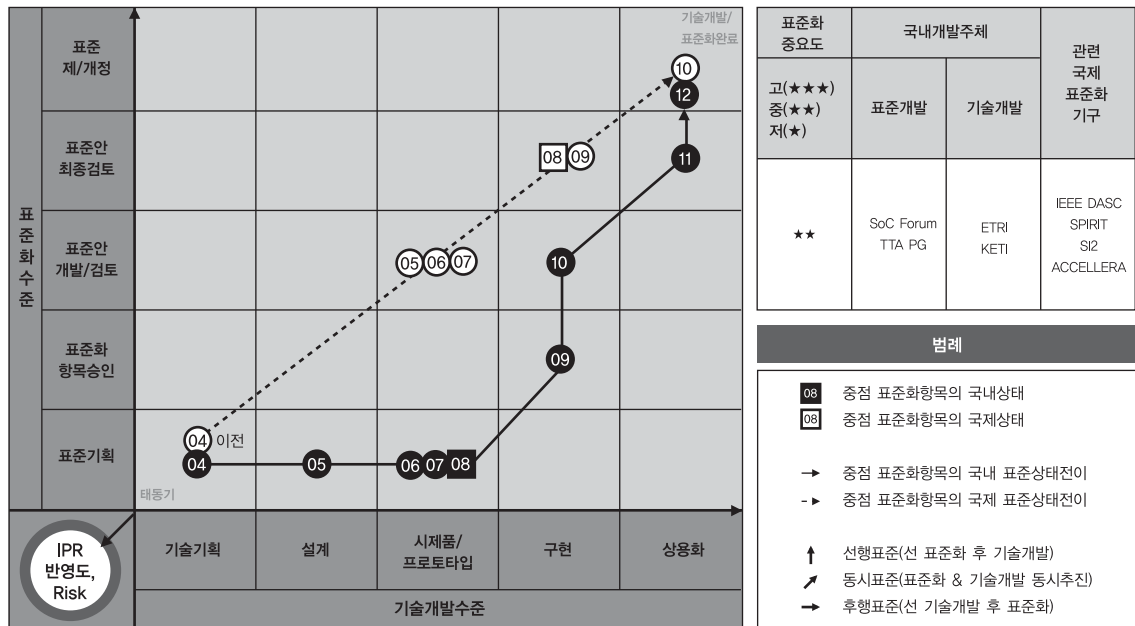 표준화수준
표준
제/개정
표준안
최종검토
표준안
개발/검토
표준화
항목승인
표준기획
기술개발/
표준화완료
10
12
08
09
11
05
06
07
10
09
04
이전
04
05
06
07
08
태동기
IPR
반영도,
Risk
기술기획
설계
시제품/
프로토타입
구현
상용화
기술개발수준
표준화
중요도
국내개발주체
관련
국제
표준화
기구
고(★★★)
중(★★)
저(★)
표준개발
기술개발
★★
SoC Forum
TTA PG
ETRI
KETI
IEEE DASC
SPIRIT
SI2
ACCELLERA
범례
08 중점 표준화항목의 국내상태
08 중점 표준화항목의 국제상태
중점 표준화항목의 국내 표준상태전이
중점 표준화항목의 국제 표준상태전이
선행표준(선 표준화 후 기술개발)
동시표준(표준화 & 기술개발 동시추진)
후행표준(선 기술개발 후 표준화)